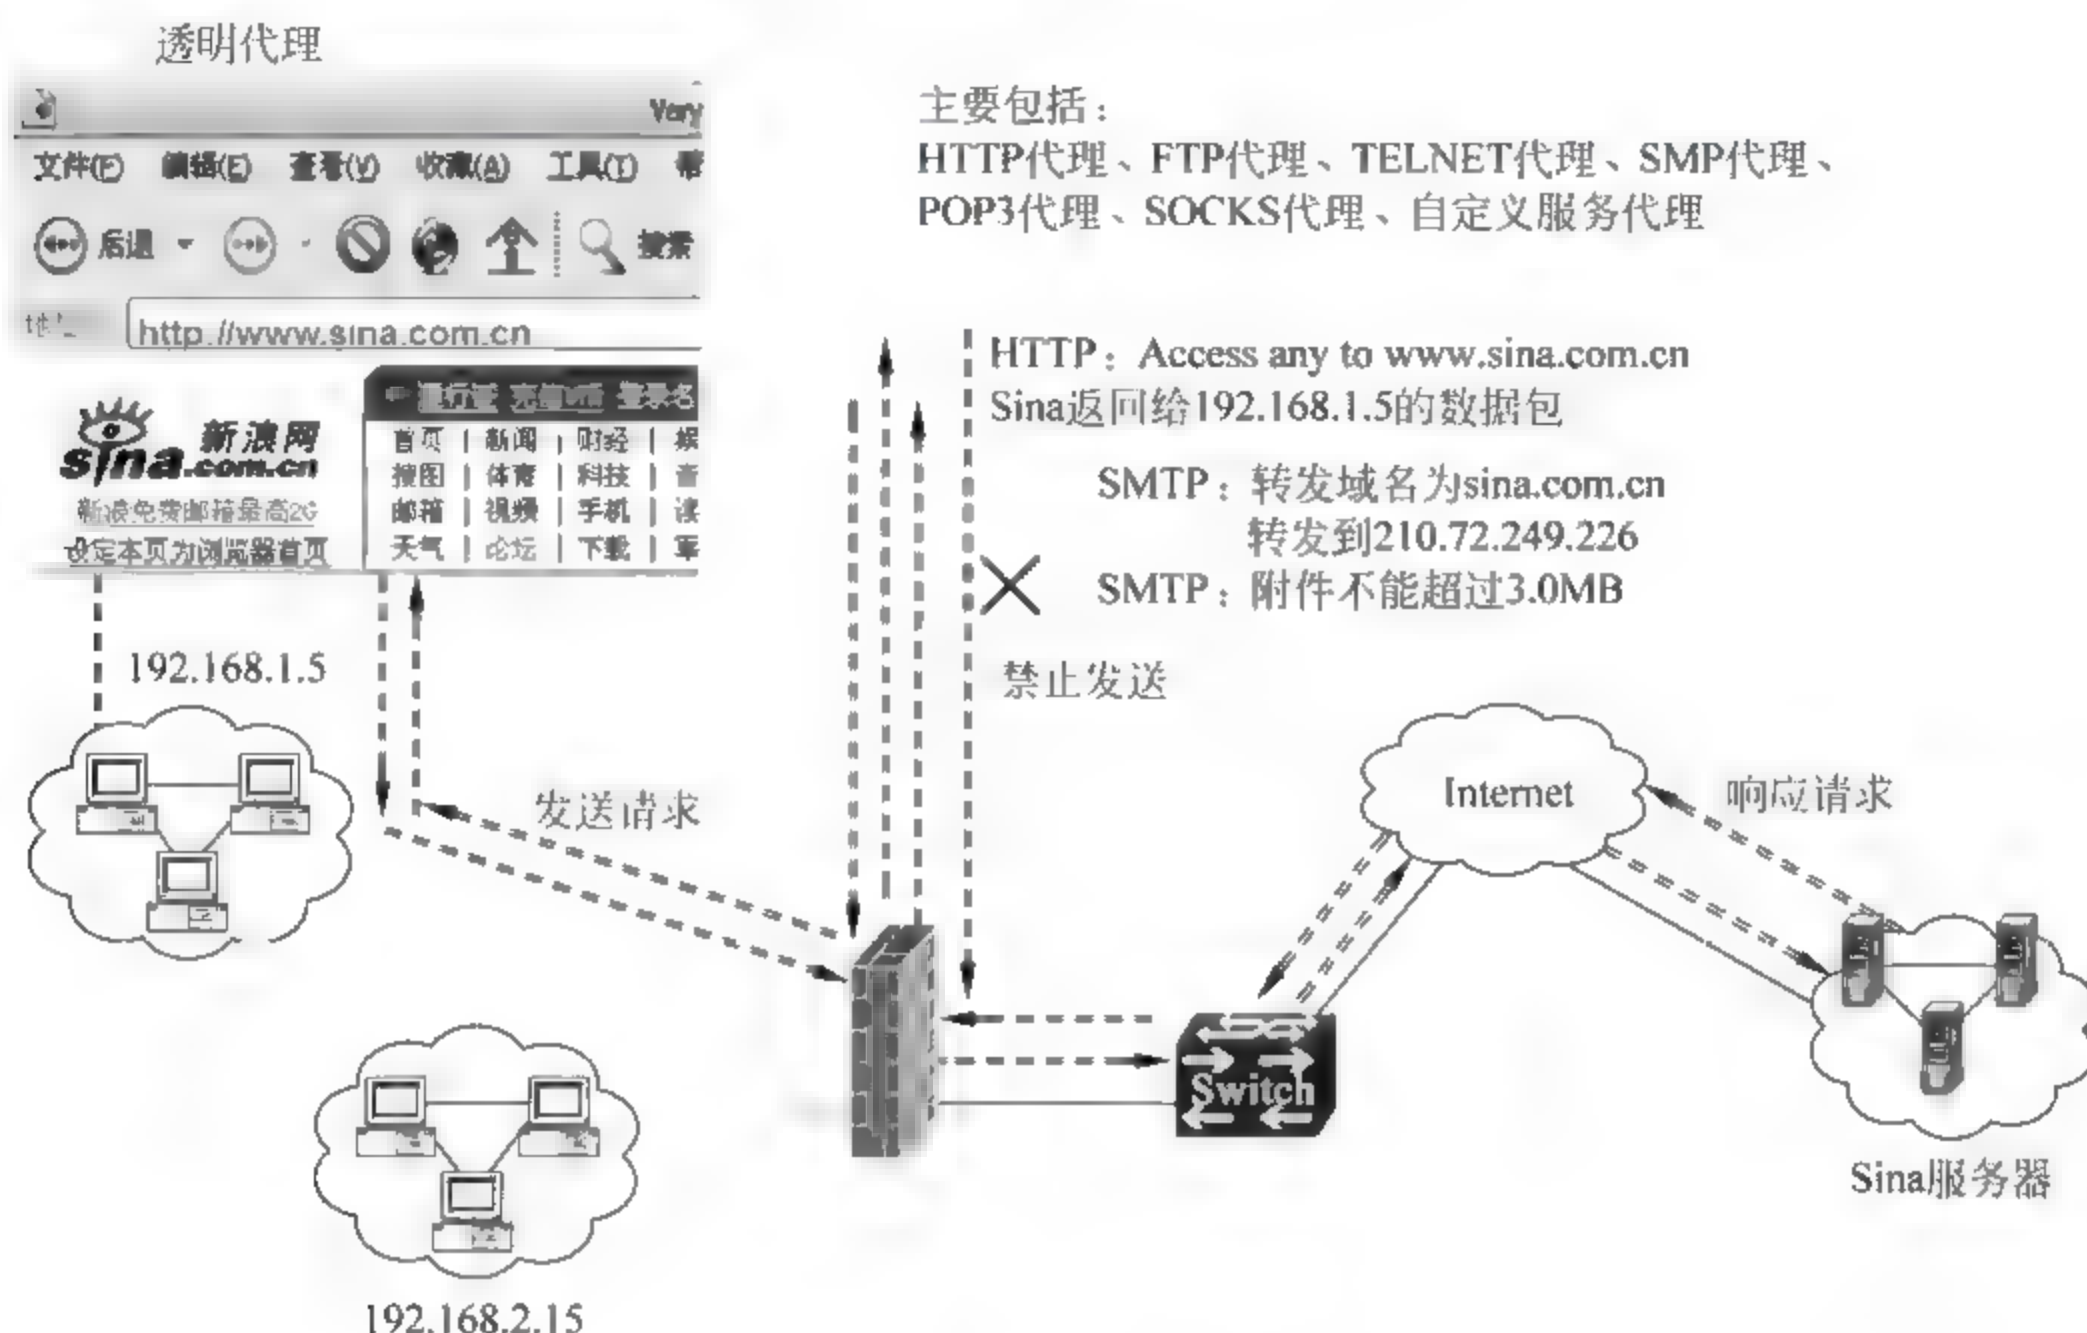 透明代理
Very
文件(F) 编辑(E) 查看(V) 收藏(A) 工具(T)
后退 搜索
http://www.sina.com.cn
通行证 登录名
新浪网
sina.com.cn
首页 | 新闻 | 财经 | 娱
搜图 | 体育 | 科技 | 音
邮箱 | 视频 | 手机 | 读
天气 | 论坛 | 下载 | 军
新浪免费邮箱最高2G
设定本页为浏览器首页
主要包括：
HTTP代理、FTP代理、TELNET代理、SMP代理、
POP3代理、SOCKS代理、自定义服务代理
HTTP：Access any to www.sina.com.cn
Sina返回给192.168.1.5的数据包
SMTP：转发域名为sina.com.cn
转发到210.72.249.226
SMTP：附件不能超过3.0MB
禁止发送
192.168.1.5
发送请求
Internet
响应请求
Switch
Sina服务器
192.168.2.15